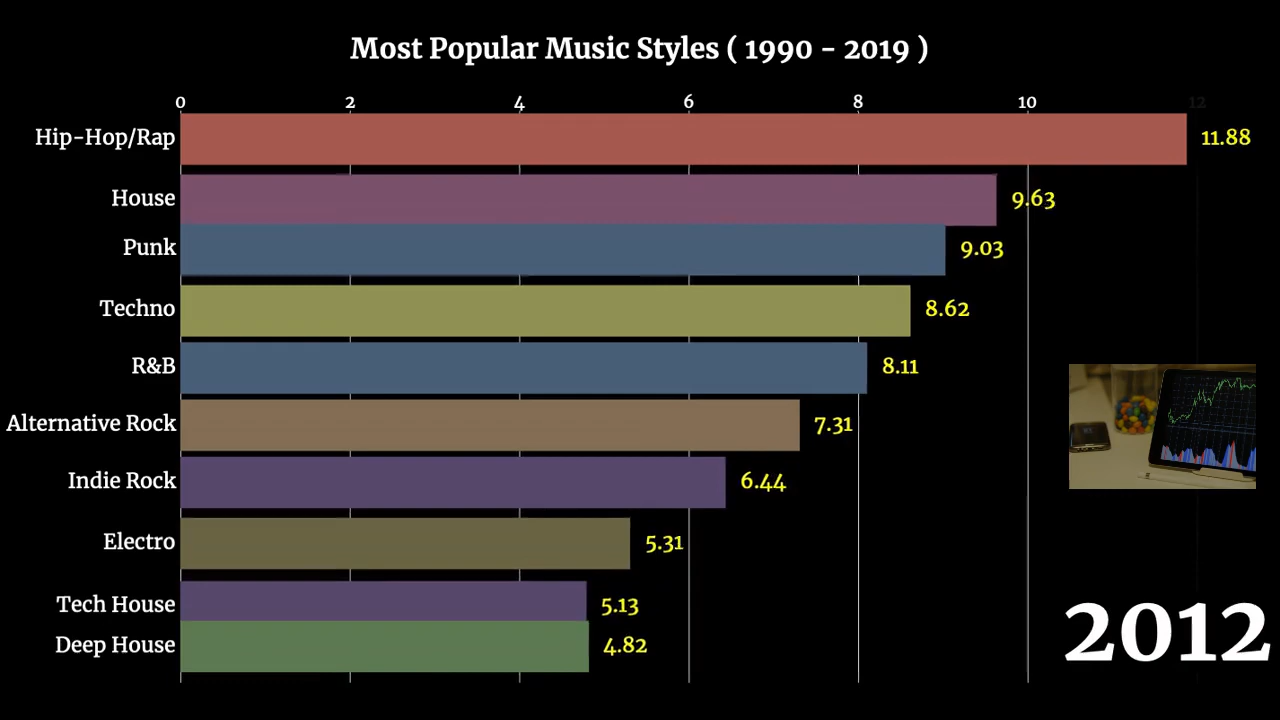 Most Popular Music Styles ( 1990 - 2019 )
0 2 4 6 8 10 12
Hip-Hop/Rap 11.88
House 9.63
Punk 9.03
Techno 8.62
R&B 8.11
Alternative Rock 7.31
Indie Rock 6.44
Electro 5.31
Tech House 5.13
Deep House 4.82
2012